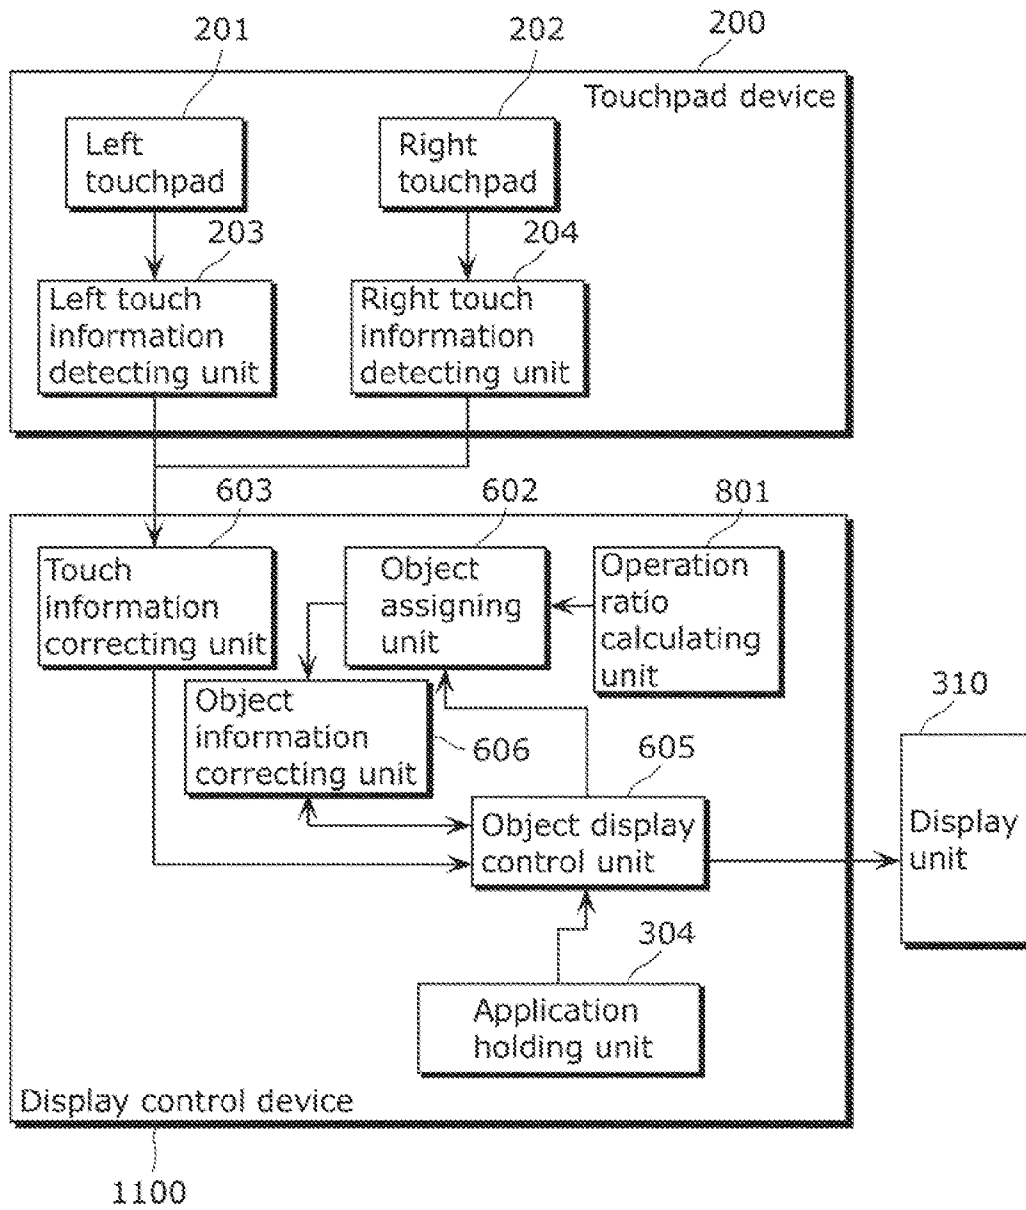 201
202
200
Touchpad device
Left
touchpad
Right
touchpad
203
204
Left touch
information
detecting unit
Right touch
information
detecting unit
603
602
801
Touch
information
correcting unit
Object
assigning
unit
Operation
ratio
calculating
unit
310
Object
information
correcting unit
606
605
Object display
control unit
Display
unit
304
Application
holding unit
Display control device
1100